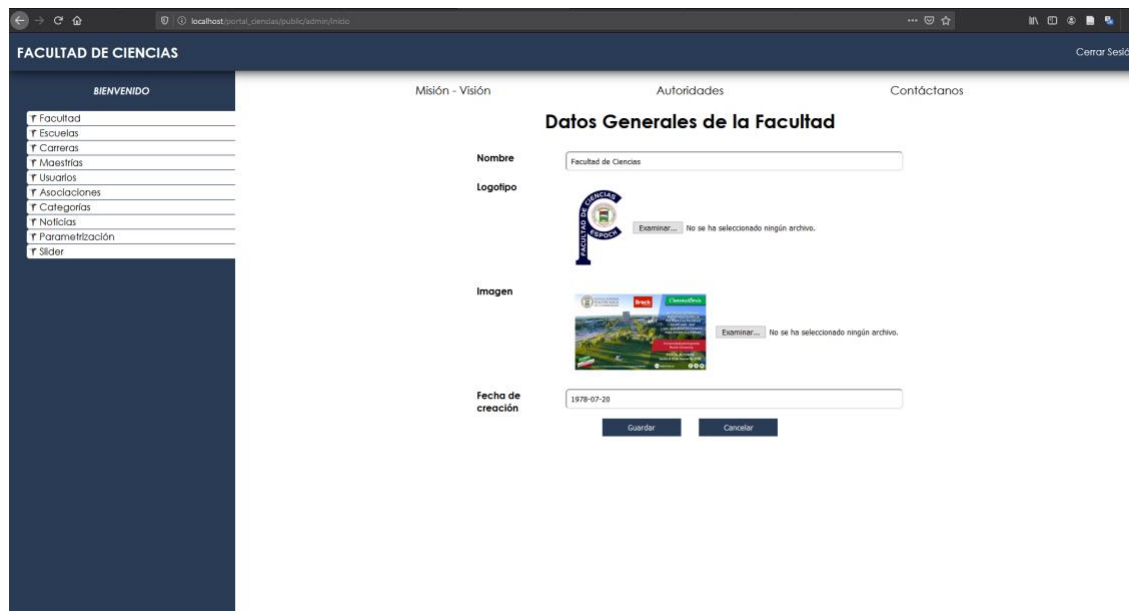 localhost/portal_ciencias/public/admin/inicio
FACULTAD DE CIENCIAS
Cerrar Sesió
BIENVENIDO
Facultad
Escuelas
Carreras
Maestrías
Usuarios
Asociaciones
Categorías
Noticias
Parametrización
Slider
Misión - Visión
Autoridades
Contáctanos
Datos Generales de la Facultad
Nombre
Facultad de Ciencias
Logotipo
FACULTAD DE CIENCIAS
ESPOCH
Examinar... No se ha seleccionado ningún archivo.
Imagen
Examinar... No se ha seleccionado ningún archivo.
Fecha de
creación
1978-07-28
Guardar
Cancelar